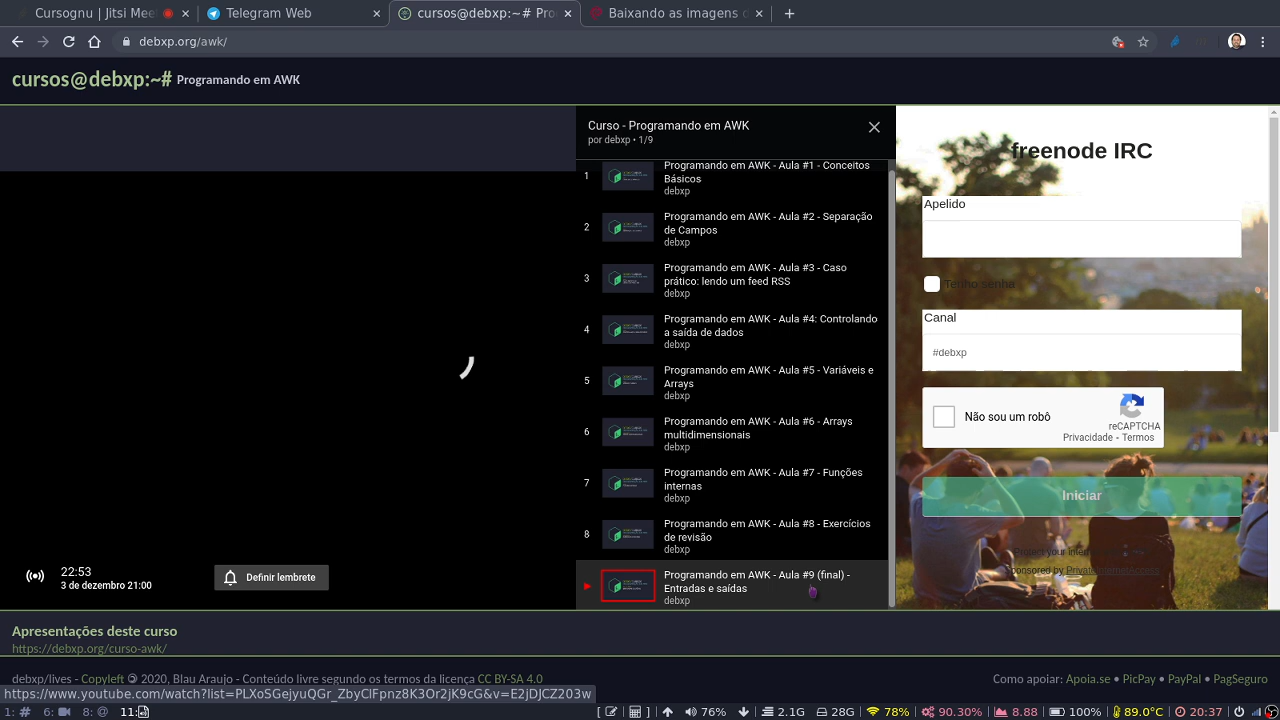 Cursognu | Jitsi Mee
Telegram Web
cursos@debxp:~# Pro
Baixando as imagens d
debxp.org/awk/
cursos@debxp:~# Programando em AWK
Curso - Programando em AWK
por debxp • 1/9
1
Programando em AWK - Aula #1 - Conceitos
Básicos
debxp
2
Programando em AWK - Aula #2 - Separação
de Campos
debxp
3
Programando em AWK - Aula #3 - Caso
prático: lendo um feed RSS
debxp
4
Programando em AWK - Aula #4: Controlando
a saída de dados
debxp
5
Programando em AWK - Aula #5 - Variáveis e
Arrays
debxp
6
Programando em AWK - Aula #6 - Arrays
multidimensionais
debxp
7
Programando em AWK - Aula #7 - Funções
internas
debxp
8
Programando em AWK - Aula #8 - Exercícios
de revisão
debxp
Programando em AWK - Aula #9 (final) -
Entradas e saídas
debxp
22:53
3 de dezembro 21:00
Definir lembrete
freenode IRC
Apelido
Tenho senha
Canal
#debxp
Não sou um robô
reCAPTCHA
Privacidade - Termos
Iniciar
Protect your internet
ponsored by PrivateInternetAccess
Apresentações deste curso
https://debxp.org/curso-awk/
debxp/lives - Copyleft 2020, Blau Araujo - Conteúdo livre segundo os termos da licença CC BY-SA 4.0
Como apoiar: Apoia.se • PicPay • PayPal • PagSeguro
https://www.youtube.com/watch?list=PLXoSGejyuQGr_ZbyClFpnz8K3Or2jK9cG&v=E2jDJCZ203w
1: # 6: 8: @ 11:
[ ] 76% 2.1G 28G 78% 90.30% 8.88 100% 89.0°C 20:37